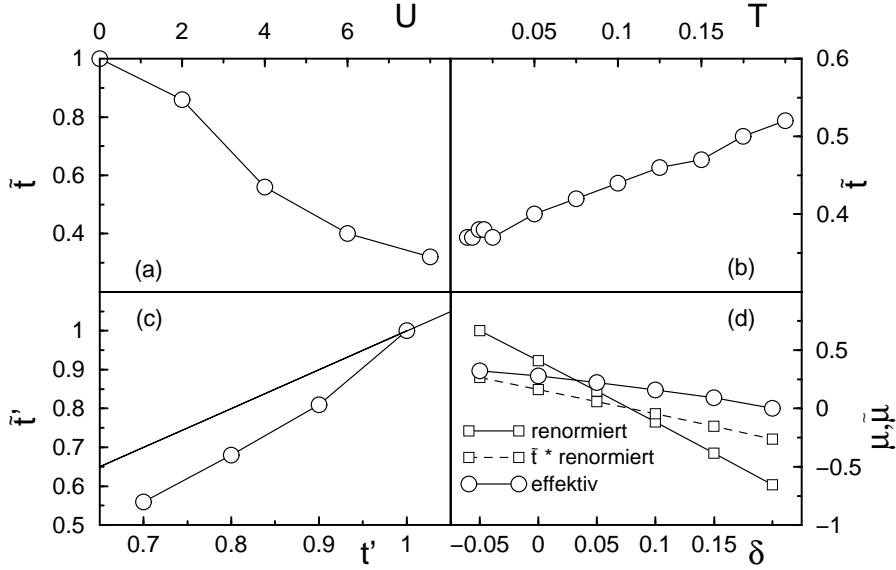 U
T
0 2 4 6
0.05 0.1 0.15
1
0.8
0.6
0.4
t̃
(a)
0.6
0.5
0.4
t̃
(b)
1
0.9
0.8
0.7
0.6
0.5
t̃'
(c)
0.7 0.8 0.9 1
t'
(d)
0.5
0
−0.5
−1
μ,μ̃
renormiert
t̃ * renormiert
effektiv
−0.05 0 0.05 0.1 0.15
δ